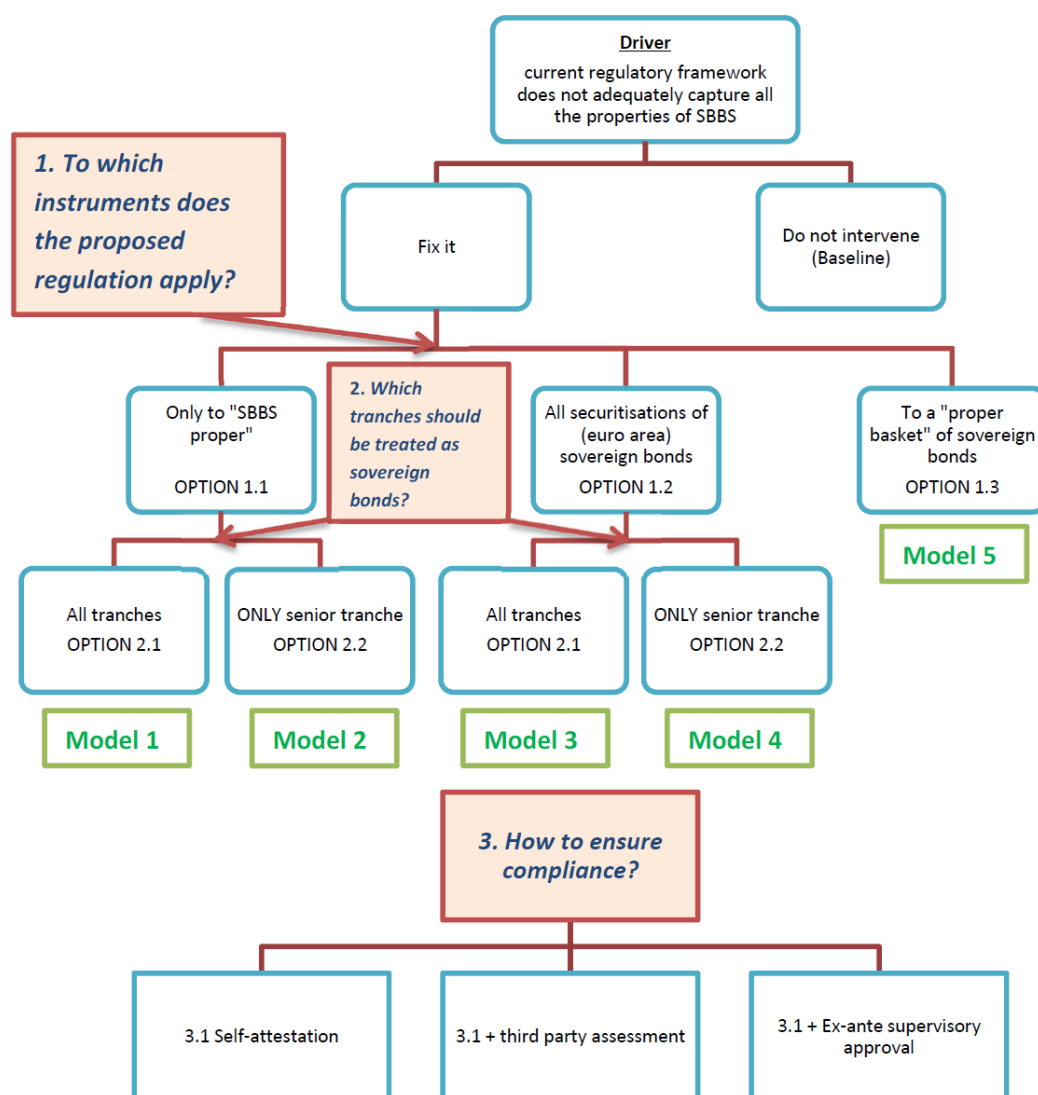 Driver
current regulatory framework
does not adequately capture all
the properties of SBBS
1. To which
instruments does
the proposed
regulation apply?
Fix it
Do not intervene
(Baseline)
Only to "SBBS
proper"
OPTION 1.1
2. Which
tranches should
be treated as
sovereign
bonds?
All securitisations of
(euro area)
sovereign bonds
OPTION 1.2
To a "proper
basket" of sovereign
bonds
OPTION 1.3
Model 5
All tranches
OPTION 2.1
ONLY senior tranche
OPTION 2.2
All tranches
OPTION 2.1
ONLY senior tranche
OPTION 2.2
Model 1
Model 2
Model 3
Model 4
3. How to ensure
compliance?
3.1 Self-attestation
3.1 + third party assessment
3.1 + Ex-ante supervisory
approval